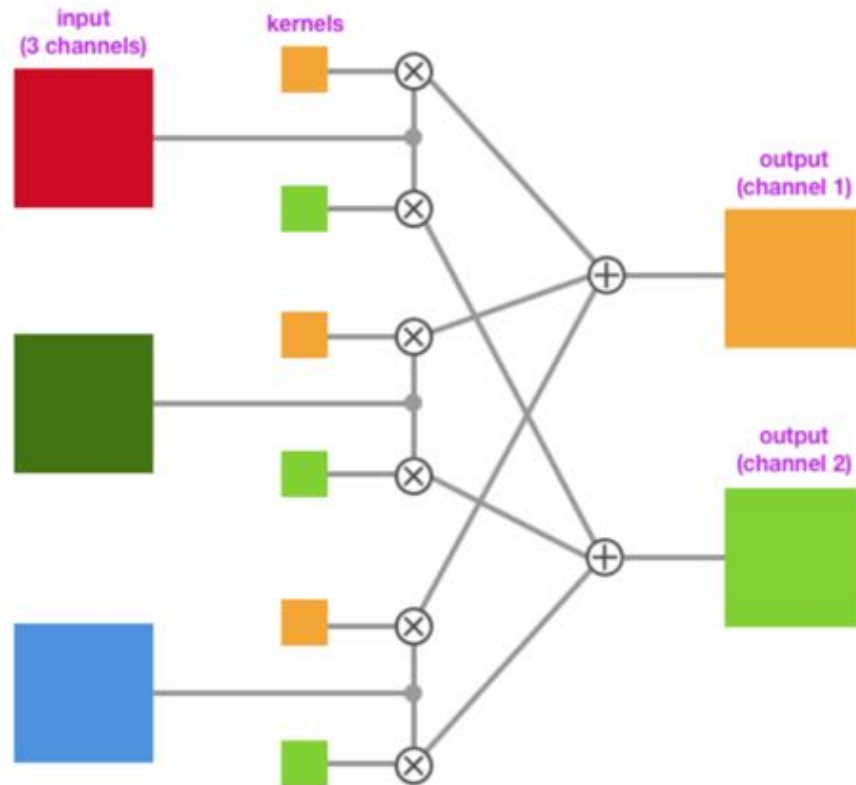 input
(3 channels)
kernels
output
(channel 1)
output
(channel 2)